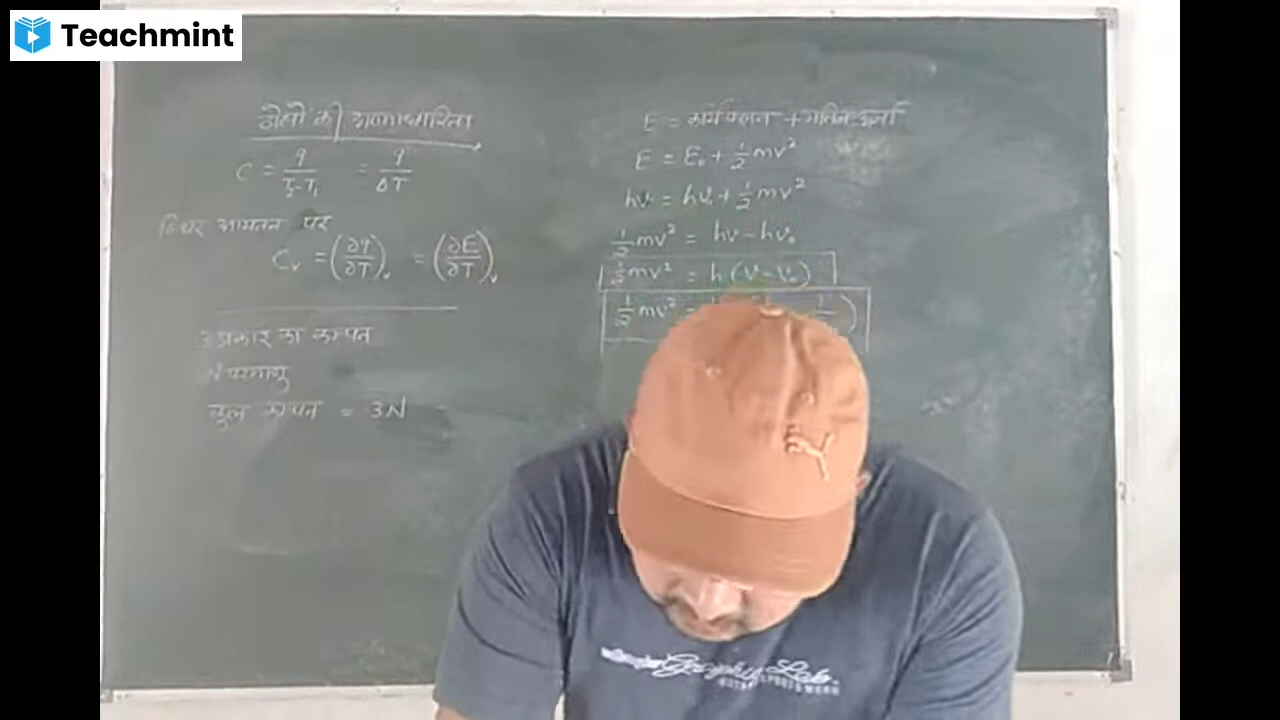 Teachmint
ठोसों की ऊष्माधारिता
C = q/(T₂-T₁) = q/ΔT
स्थिर आयतन पर
Cᵥ = (∂q/∂T)ᵥ = (∂E/∂T)ᵥ
3 प्रकार का कम्पन
N परमाणु
कुल कम्पन = 3N
E = कार्यफलन + गतिज ऊर्जा
E = E₀ + ½mv²
hν = hν₀ + ½mv²
½mv² = hν - hν₀
½mv² = h(ν - ν₀)
½mv² =